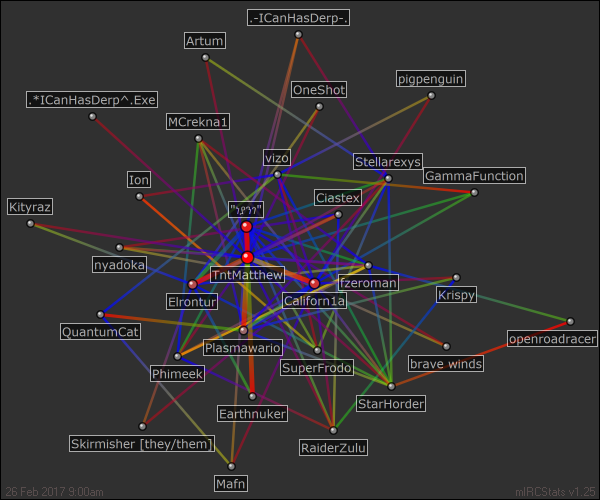 .-ICanHasDerp-.
Artum
OneShot
pigpenguin
.*ICanHasDerp^.Exe
MCrekna1
vizo
Stellarexys
GammaFunction
Ion
Ciastex
Kityraz
nyadoka
TntMatthew
fzeroman
Elrontur
Californ1a
Krispy
QuantumCat
openroadracer
Plasmawario
brave winds
Phimeek
SuperFrodo
StarHorder
Earthnuker
Skirmisher [they/them]
RaiderZulu
Mafn
26 Feb 2017 9:00am
mIRCStats v1.25